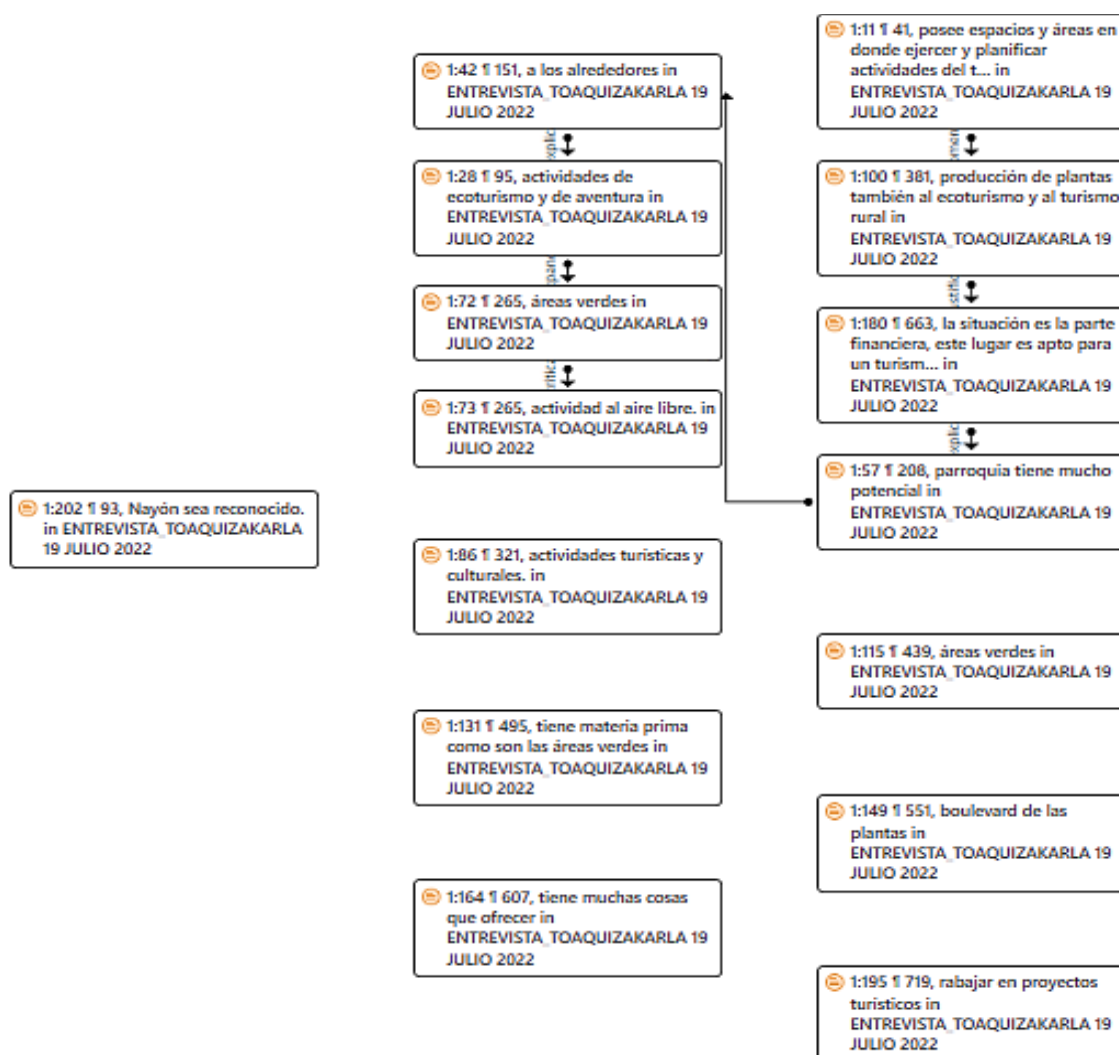 1:202 ¶ 93, Nayón sea reconocido.
in ENTREVISTA_TOAQUIZAKARLA
19 JULIO 2022
1:42 ¶ 151, a los alrededores in
ENTREVISTA_TOAQUIZAKARLA 19
JULIO 2022
1:28 ¶ 95, actividades de
ecoturismo y de aventura in
ENTREVISTA_TOAQUIZAKARLA 19
JULIO 2022
1:72 ¶ 265, áreas verdes in
ENTREVISTA_TOAQUIZAKARLA 19
JULIO 2022
1:73 ¶ 265, actividad al aire libre. in
ENTREVISTA_TOAQUIZAKARLA 19
JULIO 2022
1:86 ¶ 321, actividades turísticas y
culturales. in
ENTREVISTA_TOAQUIZAKARLA 19
JULIO 2022
1:131 ¶ 495, tiene materia prima
como son las áreas verdes in
ENTREVISTA_TOAQUIZAKARLA 19
JULIO 2022
1:164 ¶ 607, tiene muchas cosas
que ofrecer in
ENTREVISTA_TOAQUIZAKARLA 19
JULIO 2022
1:11 ¶ 41, posee espacios y áreas en
donde ejercer y planificar
actividades del t... in
ENTREVISTA_TOAQUIZAKARLA 19
JULIO 2022
1:100 ¶ 381, producción de plantas
también al ecoturismo y al turismo
rural in
ENTREVISTA_TOAQUIZAKARLA 19
JULIO 2022
1:180 ¶ 663, la situación es la parte
financiera, este lugar es apto para
un turism... in
ENTREVISTA_TOAQUIZAKARLA 19
JULIO 2022
1:57 ¶ 208, parroquia tiene mucho
potencial in
ENTREVISTA_TOAQUIZAKARLA 19
JULIO 2022
1:115 ¶ 439, áreas verdes in
ENTREVISTA_TOAQUIZAKARLA 19
JULIO 2022
1:149 ¶ 551, boulevard de las
plantas in
ENTREVISTA_TOAQUIZAKARLA 19
JULIO 2022
1:195 ¶ 719, rabajar en proyectos
turísticos in
ENTREVISTA_TOAQUIZAKARLA 19
JULIO 2022